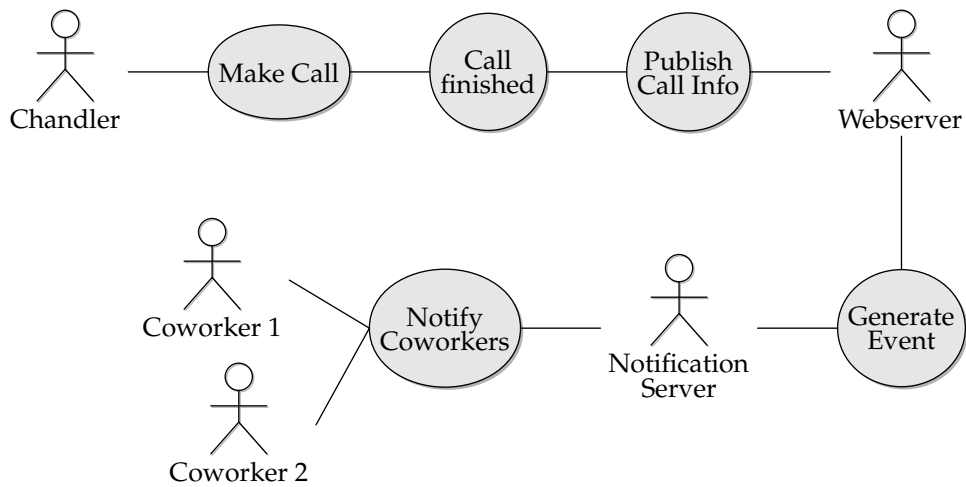 Chandler
Make Call
Call
finished
Publish
Call Info
Webserver
Coworker 1
Notify
Coworkers
Notification
Server
Generate
Event
Coworker 2